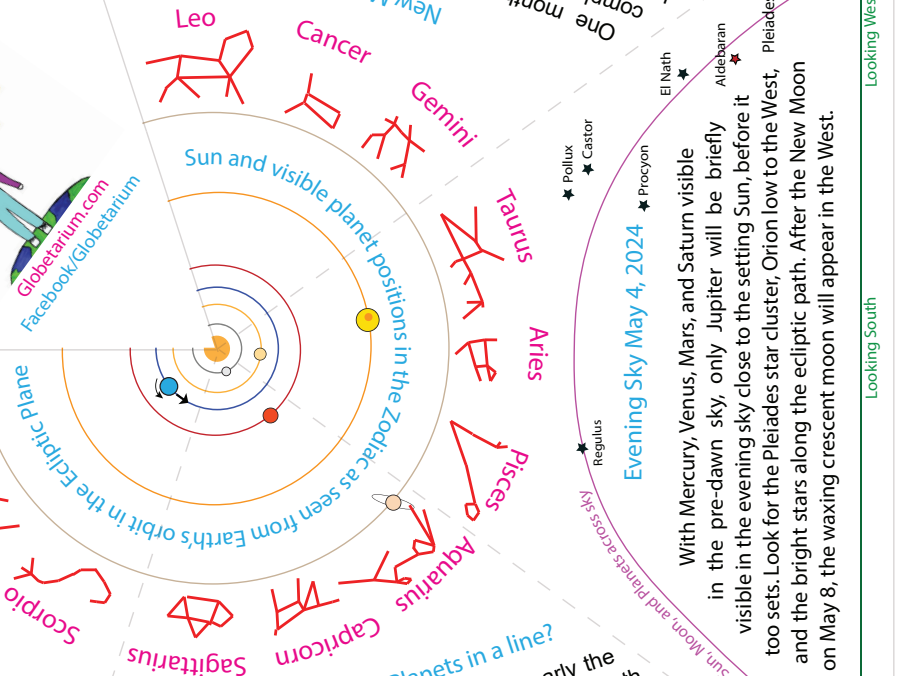 Leo
Cancer
Gemini
Taurus
Aries
Pisces
Aquarius
Capricorn
Sagittarius
Scorpio
Sun and visible planet positions in the Zodiac as seen from Earth's orbit in the Ecliptic Plane
Globetarium.com
Facebook/Globetarium
One month
Planets in a line?
the
Pollux
Castor
Procyon
El Nath
Aldebaran
Pleiades
Regulus
Sun, Moon, and Planets across sky
Evening Sky May 4, 2024
With Mercury, Venus, Mars, and Saturn visible
in the pre-dawn sky, only Jupiter will be briefly
visible in the evening sky close to the setting Sun, before it
too sets. Look for the Pleiades star cluster, Orion low to the West,
and the bright stars along the ecliptic path. After the New Moon
on May 8, the waxing crescent moon will appear in the West.
Looking South
Looking Wes